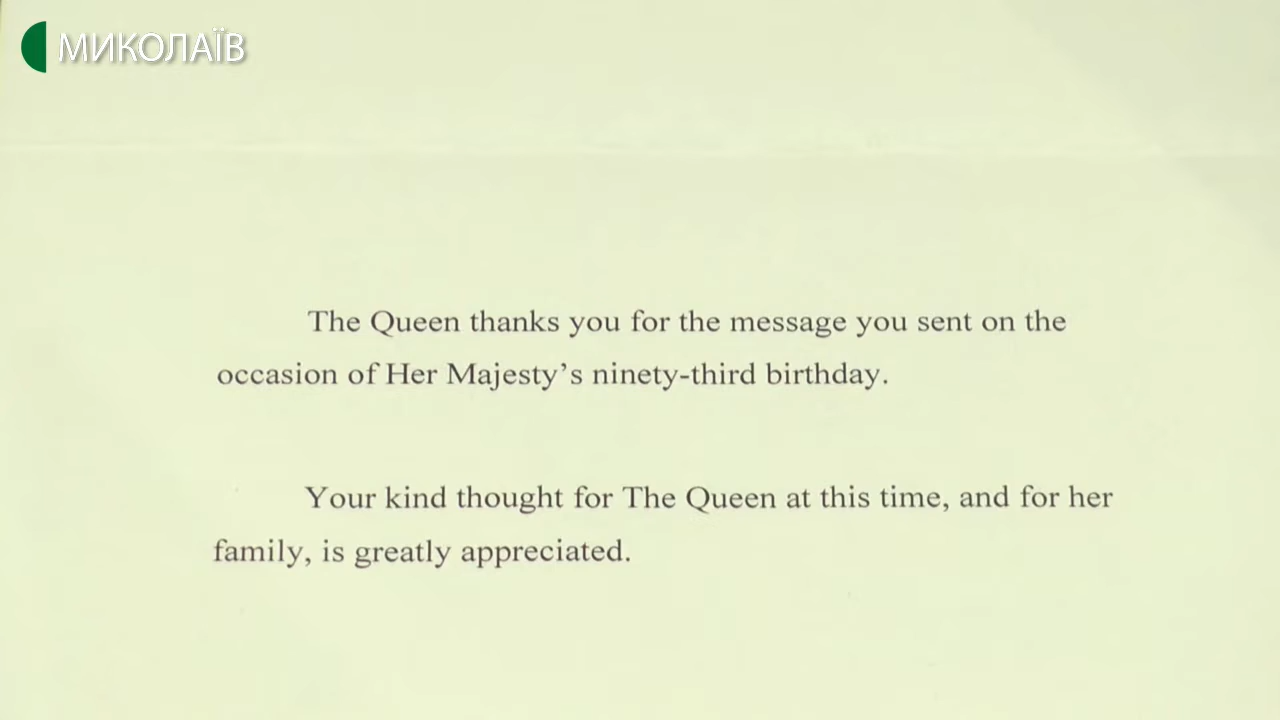 МИКОЛАЇВ
The Queen thanks you for the message you sent on the
occasion of Her Majesty’s ninety-third birthday.
Your kind thought for The Queen at this time, and for her
family, is greatly appreciated.